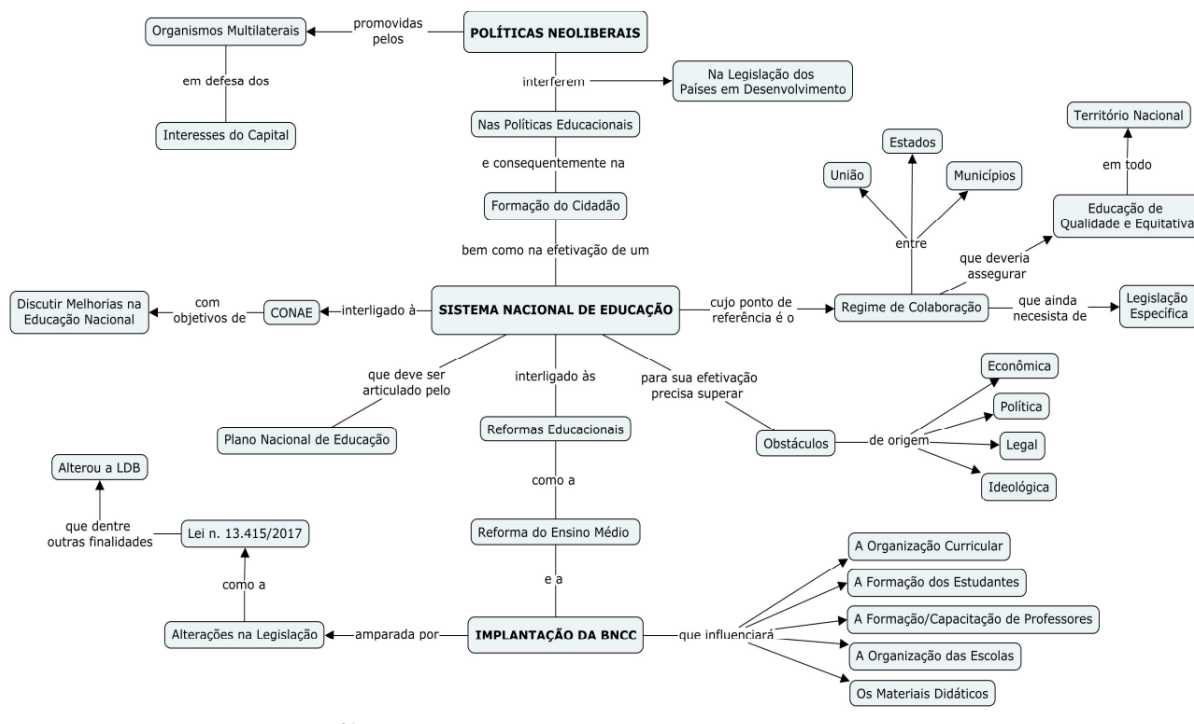 Organismos Multilaterais
promovidas
pelos
POLÍTICAS NEOLIBERAIS
em defesa dos
interferem
Na Legislação dos
Países em Desenvolvimento
Interesses do Capital
Nas Políticas Educacionais
Território Nacional
e consequentemente na
Estados
em todo
União
Municípios
Formação do Cidadão
Educação de
Qualidade e Equitativa
bem como na efetivação de um
entre
que deveria
assegurar
Discutir Melhorias na
Educação Nacional
com
objetivos de
CONAE
interligado à
SISTEMA NACIONAL DE EDUCAÇÃO
cujo ponto de
referência é o
Regime de Colaboração
que ainda
necesista de
Legislação
Específica
que deve ser
articulado pelo
interligado às
para sua efetivação
precisa superar
Econômica
Política
Plano Nacional de Educação
Reformas Educacionais
Obstáculos
de origem
Legal
Ideológica
Alterou a LDB
como a
que dentre
outras finalidades
Lei n. 13.415/2017
Reforma do Ensino Médio
A Organização Curricular
como a
e a
A Formação dos Estudantes
A Formação/Capacitação de Professores
Alterações na Legislação
amparada por
IMPLANTAÇÃO DA BNCC
que influenciará
A Organização das Escolas
Os Materiais Didáticos